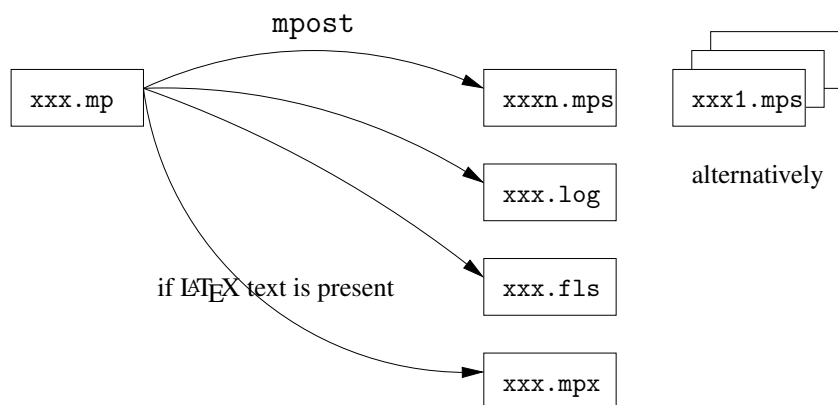 mpost
xxx.mp
xxxn.mps
xxx1.mps
xxx.log
alternatively
xxx.fls
if LATEX text is present
xxx.mpx